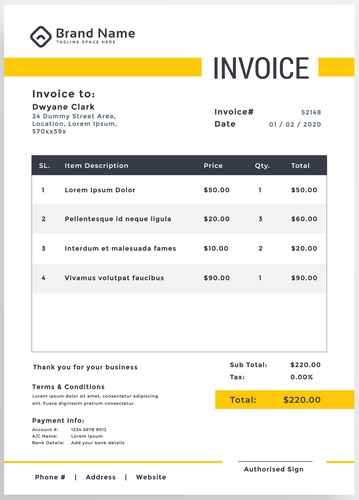 Brand Name
TAGLINE SPACE HERE
INVOICE
Invoice to:
Dwyane Clark
24 Dummy Street Area,
Location, Lorem Ipsum,
570xx59x
Invoice# 52148
Date 01 / 02 / 2020
SL. Item Description Price Qty. Total
1 Lorem Ipsum Dolor $50.00 1 $50.00
2 Pellentesque id neque ligula $20.00 3 $60.00
3 Interdum et malesuada fames $10.00 2 $20.00
4 Vivamus volutpat faucibus $90.00 1 $90.00
Thank you for your business
Sub Total: $220.00
Tax: 0.00%
Total: $220.00
Terms & Conditions
Lorem ipsum dolor sit amet, consectetur adipiscing
elit. Fusce dignissim pretium consectetur.
Payment Info:
Account #: 1234 5678 9012
A/C Name: Lorem Ipsum
Bank Details: Add your bank details
Authorised Sign
Phone # | Address | Website